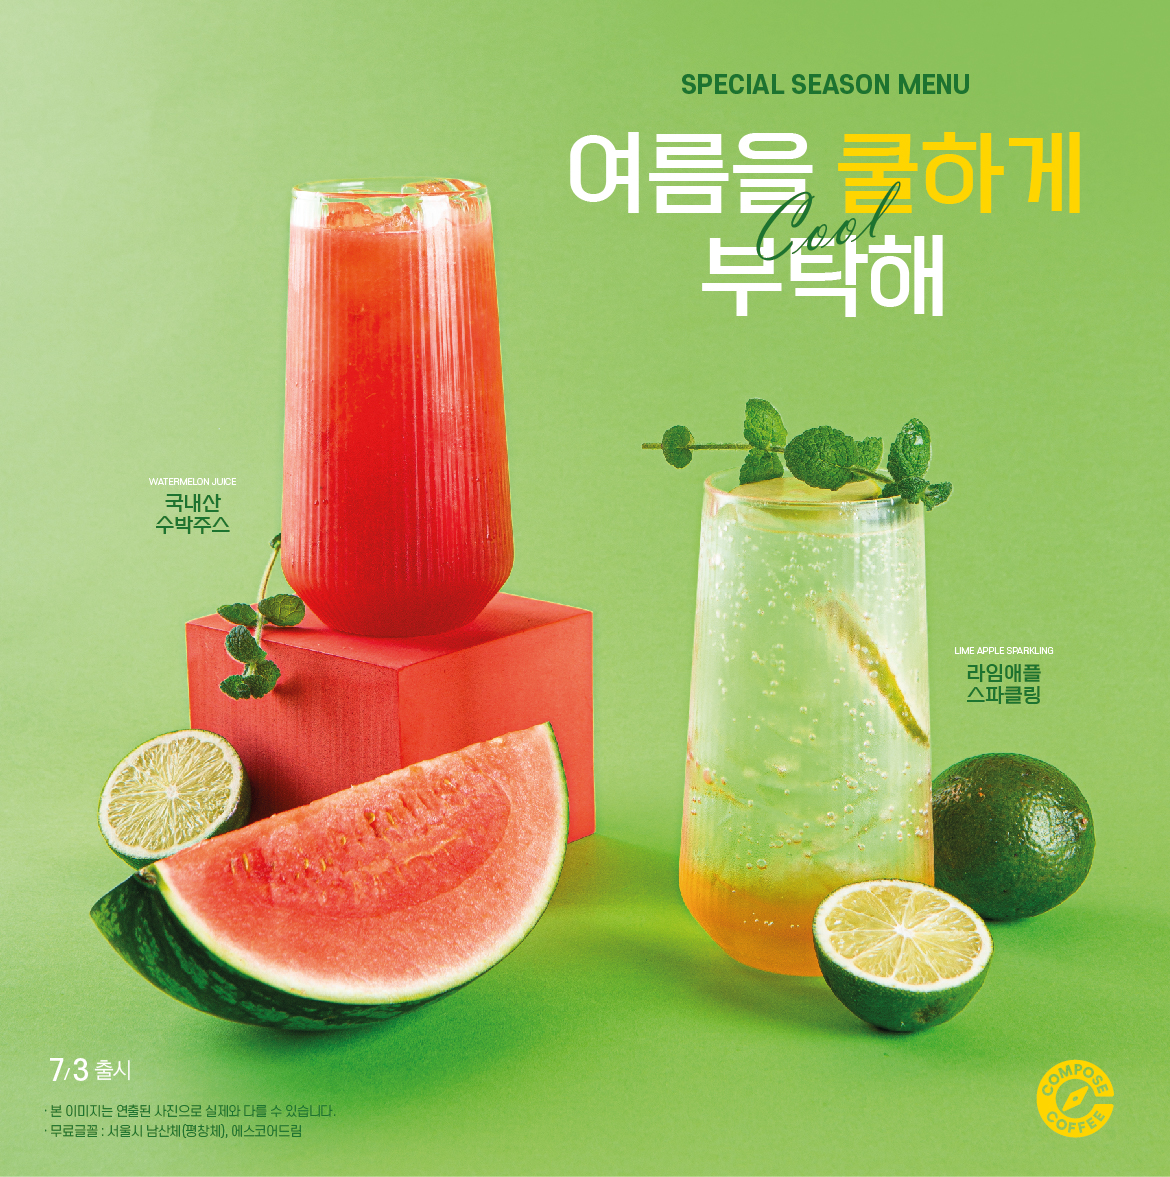 SPECIAL SEASON MENU
여름을 쿨하게
Cool
부탁해
WATERMELON JUICE
국내산
수박주스
LIME APPLE SPARKLING
라임애플
스파클링
7/3 출시
· 본 이미지는 연출된 사진으로 실제와 다를 수 있습니다.
· 무료글꼴 : 서울시 남산체(평창체), 에스코어드림
COMPOSE
COFFEE